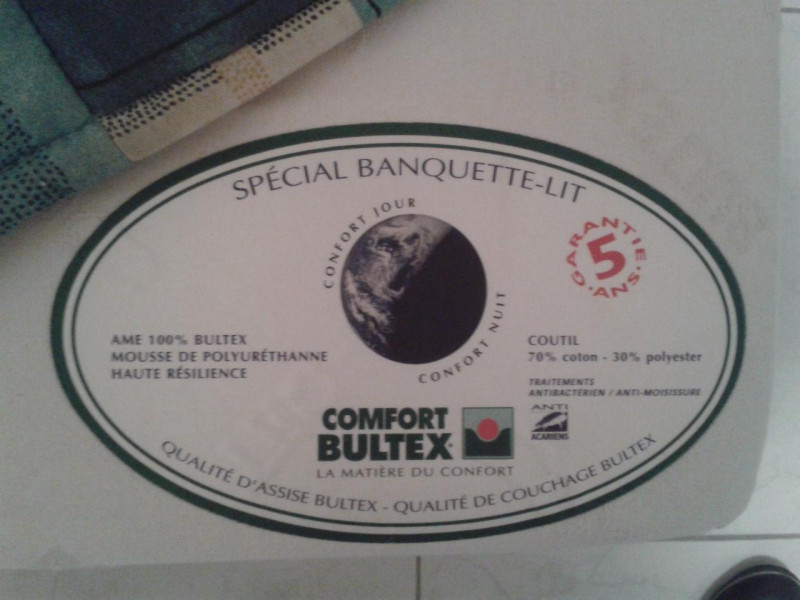 SPÉCIAL BANQUETTE-LIT
CONFORT JOUR
CONFORT NUIT
GARANTIE
5
·ANS·
AME 100% BULTEX
MOUSSE DE POLYURÉTHANNE
HAUTE RÉSILIENCE
COUTIL
70% coton - 30% polyester
TRAITEMENTS
ANTIBACTÉRIEN / ANTI-MOISISSURE
ANTI
ACARIENS
COMFORT
BULTEX
LA MATIÈRE DU CONFORT
QUALITÉ D'ASSISE BULTEX - QUALITÉ DE COUCHAGE BULTEX